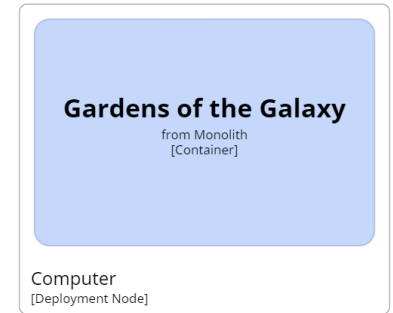 Gardens of the Galaxy
from Monolith
[Container]
Computer
[Deployment Node]